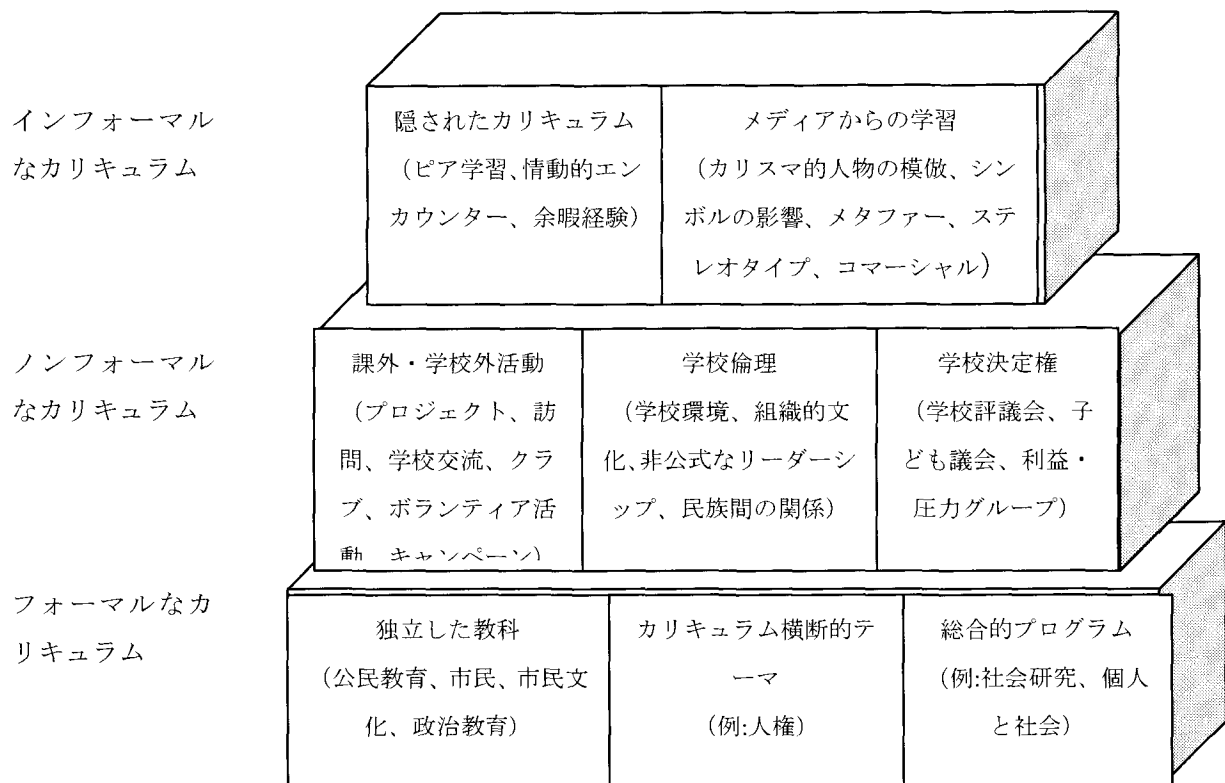 インフォーマル
なカリキュラム
隠されたカリキュラム
（ピア学習、情動的エン
カウンター、余暇経験）
メディアからの学習
（カリスマ的人物の模倣、シン
ボルの影響、メタファー、ステ
レオタイプ、コマーシャル）
ノンフォーマル
なカリキュラム
課外・学校外活動
（プロジェクト、訪
問、学校交流、クラ
ブ、ボランティア活
動、キャンペーン）
学校倫理
（学校環境、組織的文
化、非公式なリーダーシ
ップ、民族間の関係）
学校決定権
（学校評議会、子
ども議会、利益・
圧力グループ）
フォーマルなカ
リキュラム
独立した教科
（公民教育、市民、市民文
化、政治教育）
カリキュラム横断的テ
ーマ
（例:人権）
総合的プログラム
（例:社会研究、個人
と社会）